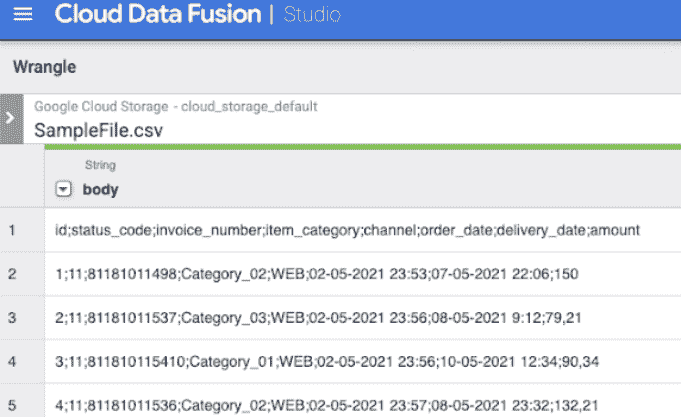 Cloud Data Fusion | Studio
Wrangle
Google Cloud Storage - cloud_storage_default
SampleFile.csv
String
body
1 id;status_code;invoice_number;item_category;channel;order_date;delivery_date;amount
2 1;11;81181011498;Category_02;WEB;02-05-2021 23:53;07-05-2021 22:06;150
3 2;11;81181011537;Category_03;WEB;02-05-2021 23:56;08-05-2021 9:12;79,21
4 3;11;811810115410;Category_01;WEB;02-05-2021 23:56;10-05-2021 12:34;90,34
5 4;11;81181011536;Category_02;WEB;02-05-2021 23:57;08-05-2021 23:32;132,21